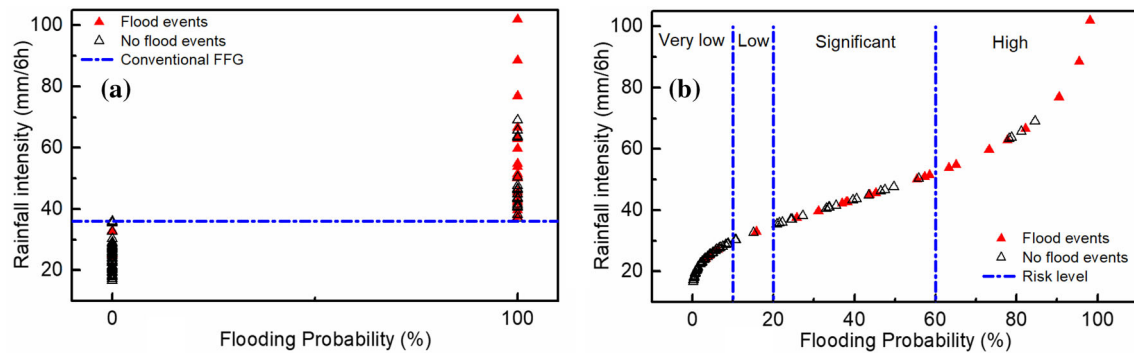 (a)
Flood events
No flood events
Conventional FFG
Rainfall intensity (mm/6h)
100
80
60
40
20
0
100
Flooding Probability (%)
(b)
Very low
Low
Significant
High
Flood events
No flood events
Risk level
Rainfall intensity (mm/6h)
100
80
60
40
20
0
20
40
60
80
100
Flooding Probability (%)